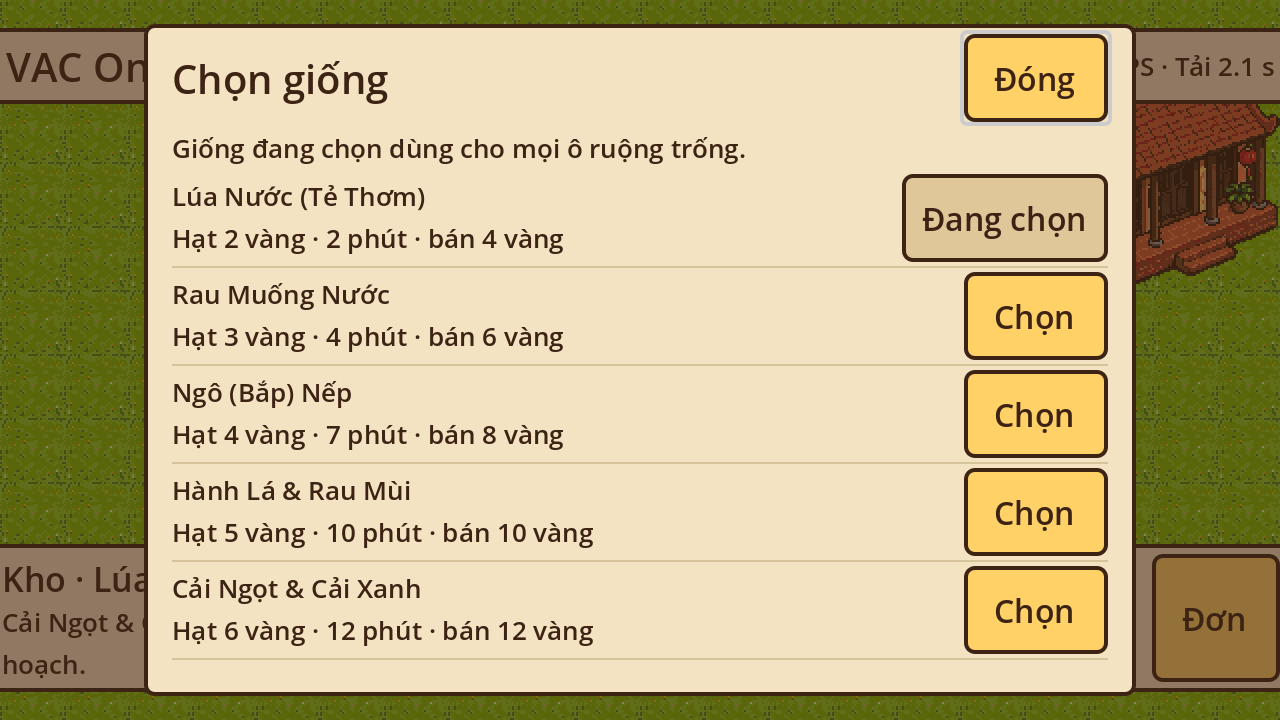 VAC On
Chọn giống
Đóng
PS · Tải 2.1 s
Giống đang chọn dùng cho mọi ô ruộng trống.
Lúa Nước (Tẻ Thơm)
Hạt 2 vàng · 2 phút · bán 4 vàng
Đang chọn
Rau Muống Nước
Hạt 3 vàng · 4 phút · bán 6 vàng
Chọn
Ngô (Bắp) Nếp
Hạt 4 vàng · 7 phút · bán 8 vàng
Chọn
Hành Lá & Rau Mùi
Hạt 5 vàng · 10 phút · bán 10 vàng
Chọn
Cải Ngọt & Cải Xanh
Hạt 6 vàng · 12 phút · bán 12 vàng
Chọn
Kho · Lúa
Cải Ngọt &
hoạch.
Đơn